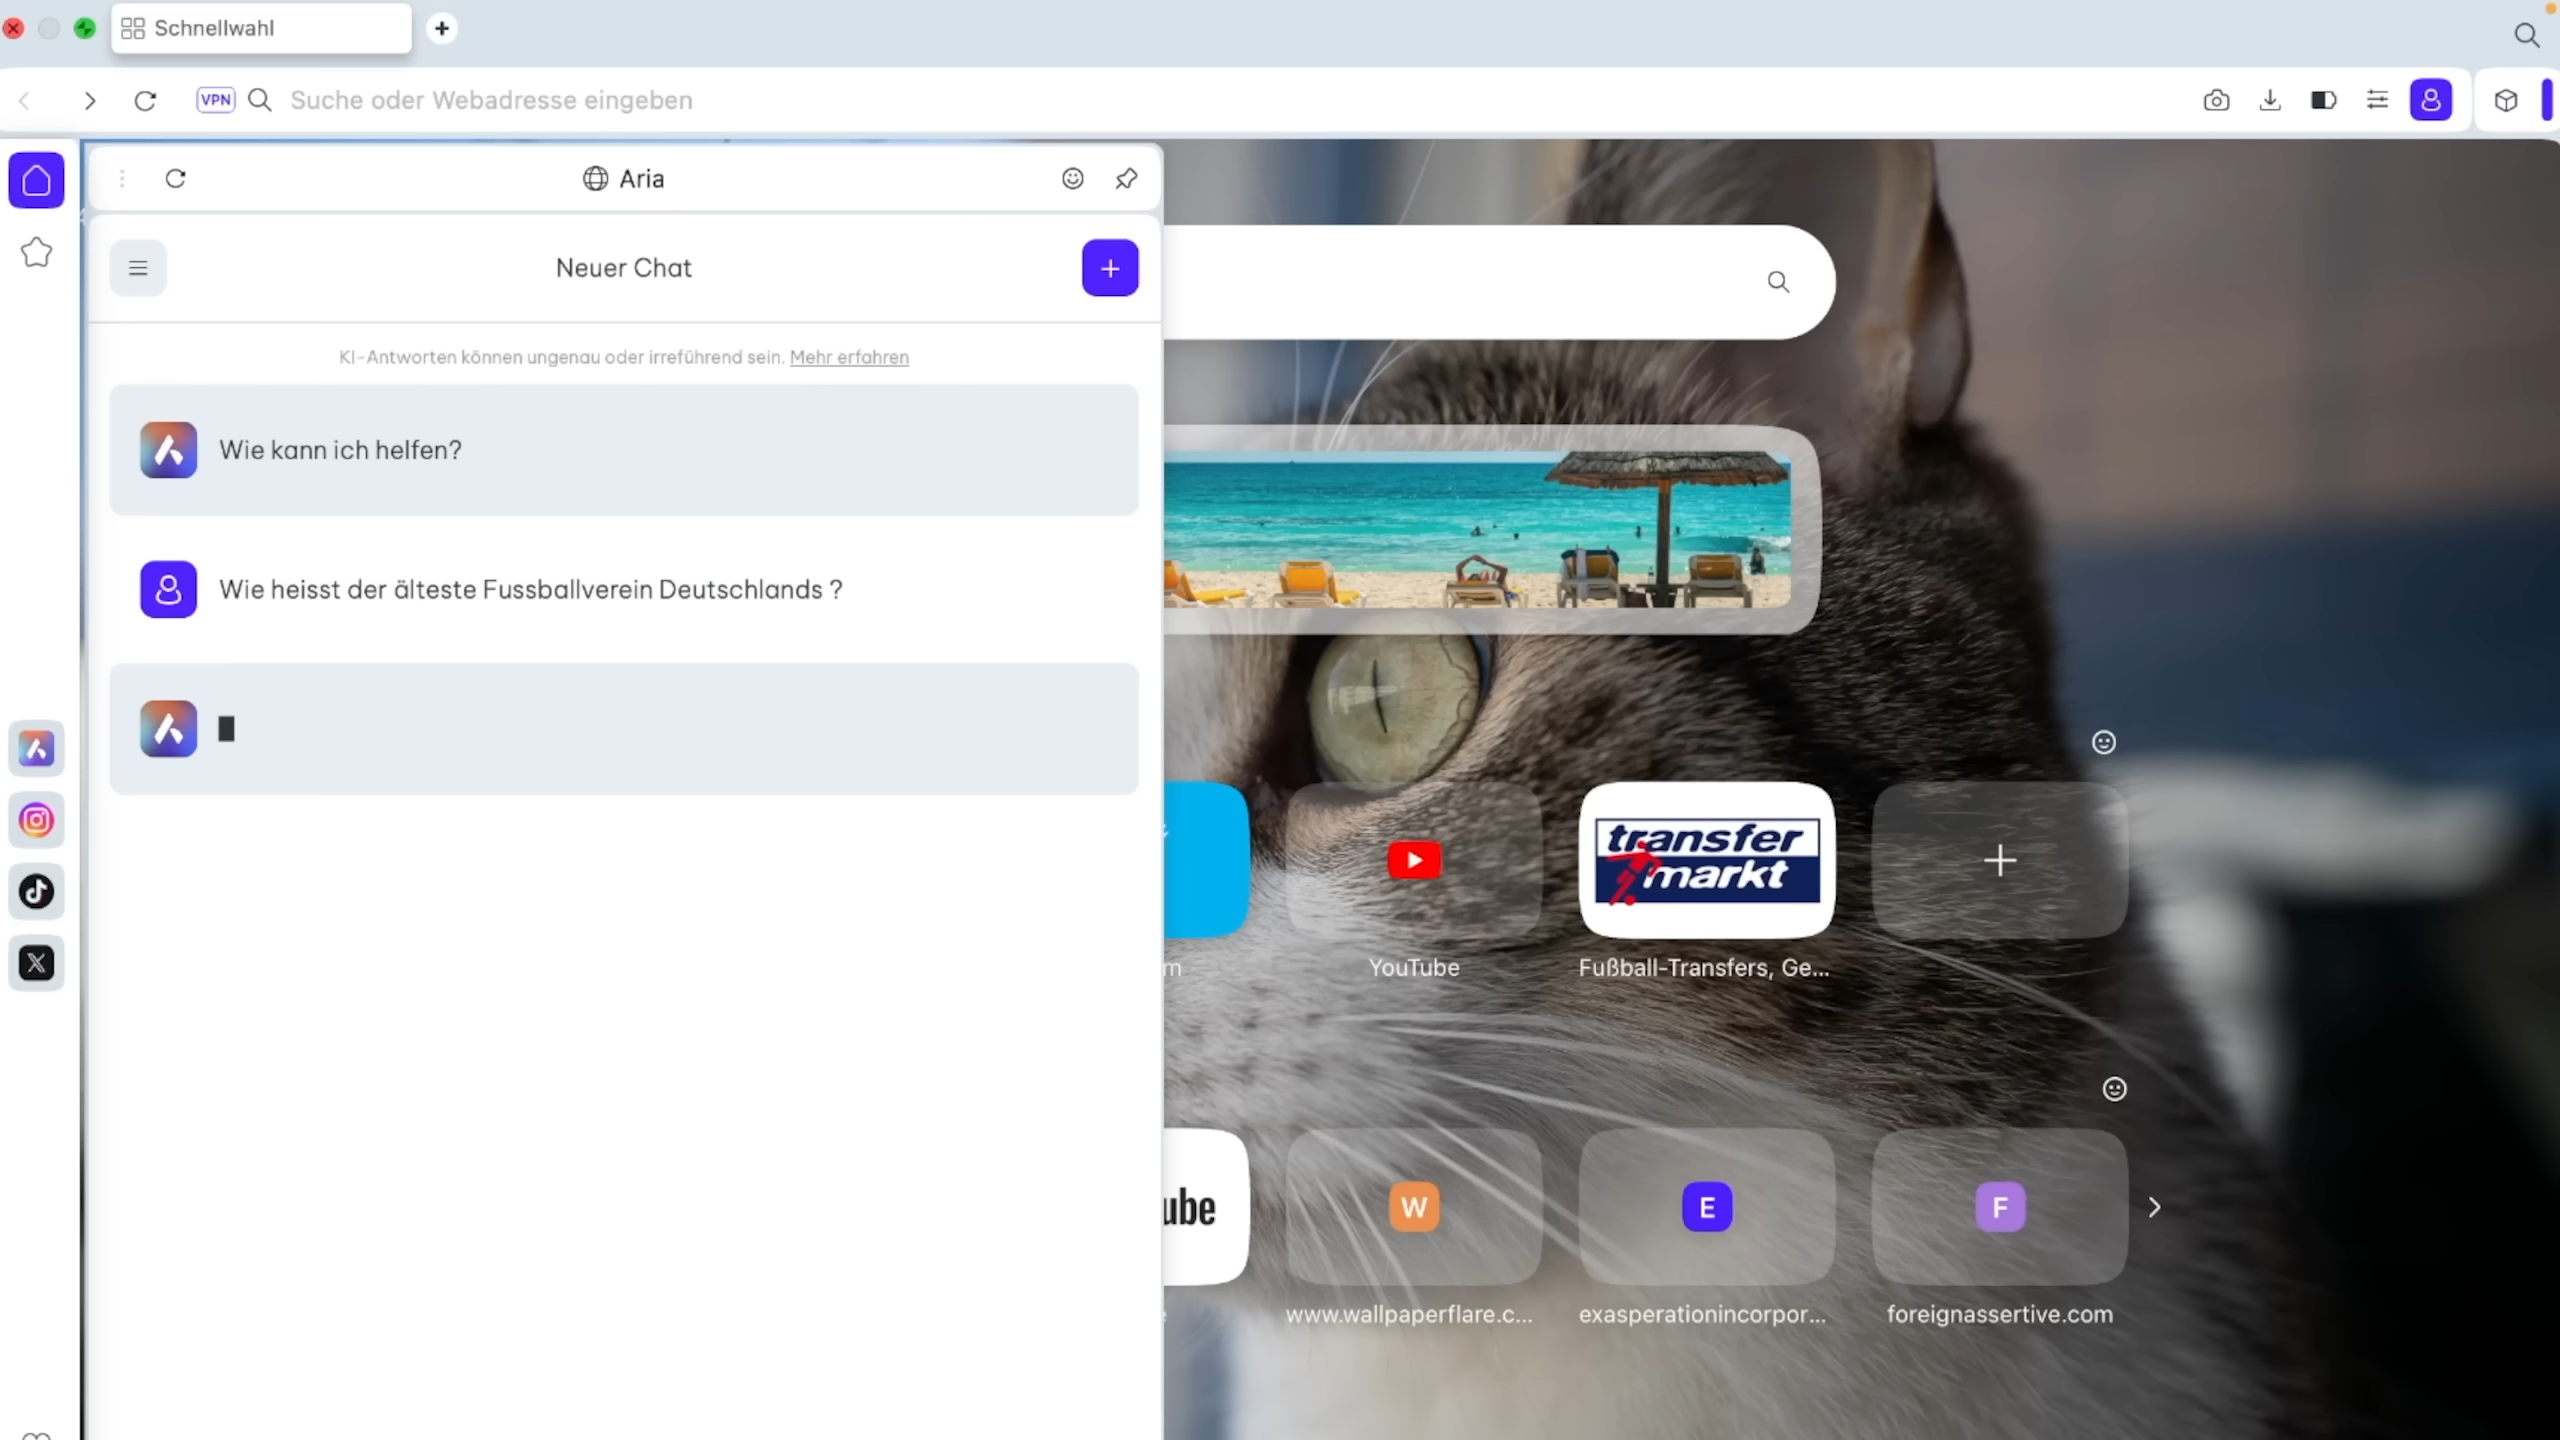 Schnellwahl
VPN
Suche oder Webadresse eingeben
Aria
Neuer Chat
KI-Antworten können ungenau oder irreführend sein. Mehr erfahren
Wie kann ich helfen?
Wie heisst der älteste Fussballverein Deutschlands ?
transfer
markt
m
YouTube
Fußball-Transfers, Ge...
ube
W
E
F
e
www.wallpaperflare.c...
exasperationincorpor...
foreignassertive.com